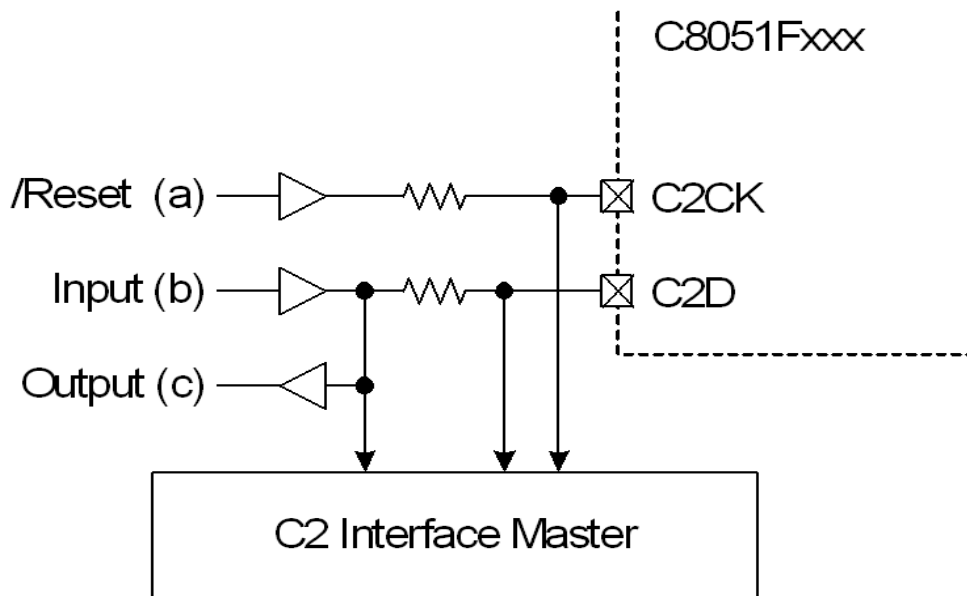 C8051Fxxx
/Reset (a)
C2CK
Input (b)
C2D
Output (c)
C2 Interface Master